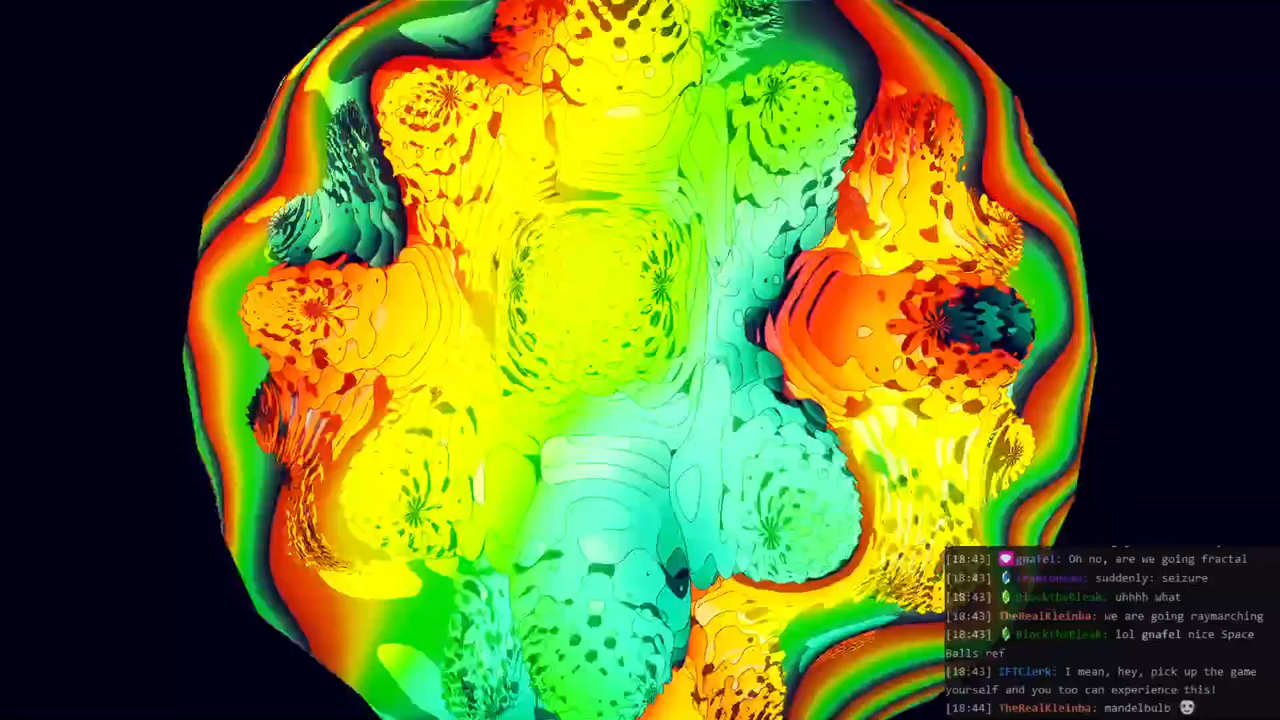 [18:43] gnafel: Oh no, are we going fractal
[18:43] suddenly: seizure
[18:43] BlockTheBleak: uhhhh what
[18:43] TheRealKleinba: we are going raymarching
[18:43] BlockTheBleak: lol gnafel nice Space
Balls ref
[18:43] IFTClerk: I mean, hey, pick up the game
yourself and you too can experience this!
[18:44] TheRealKleinba: mandelbulb